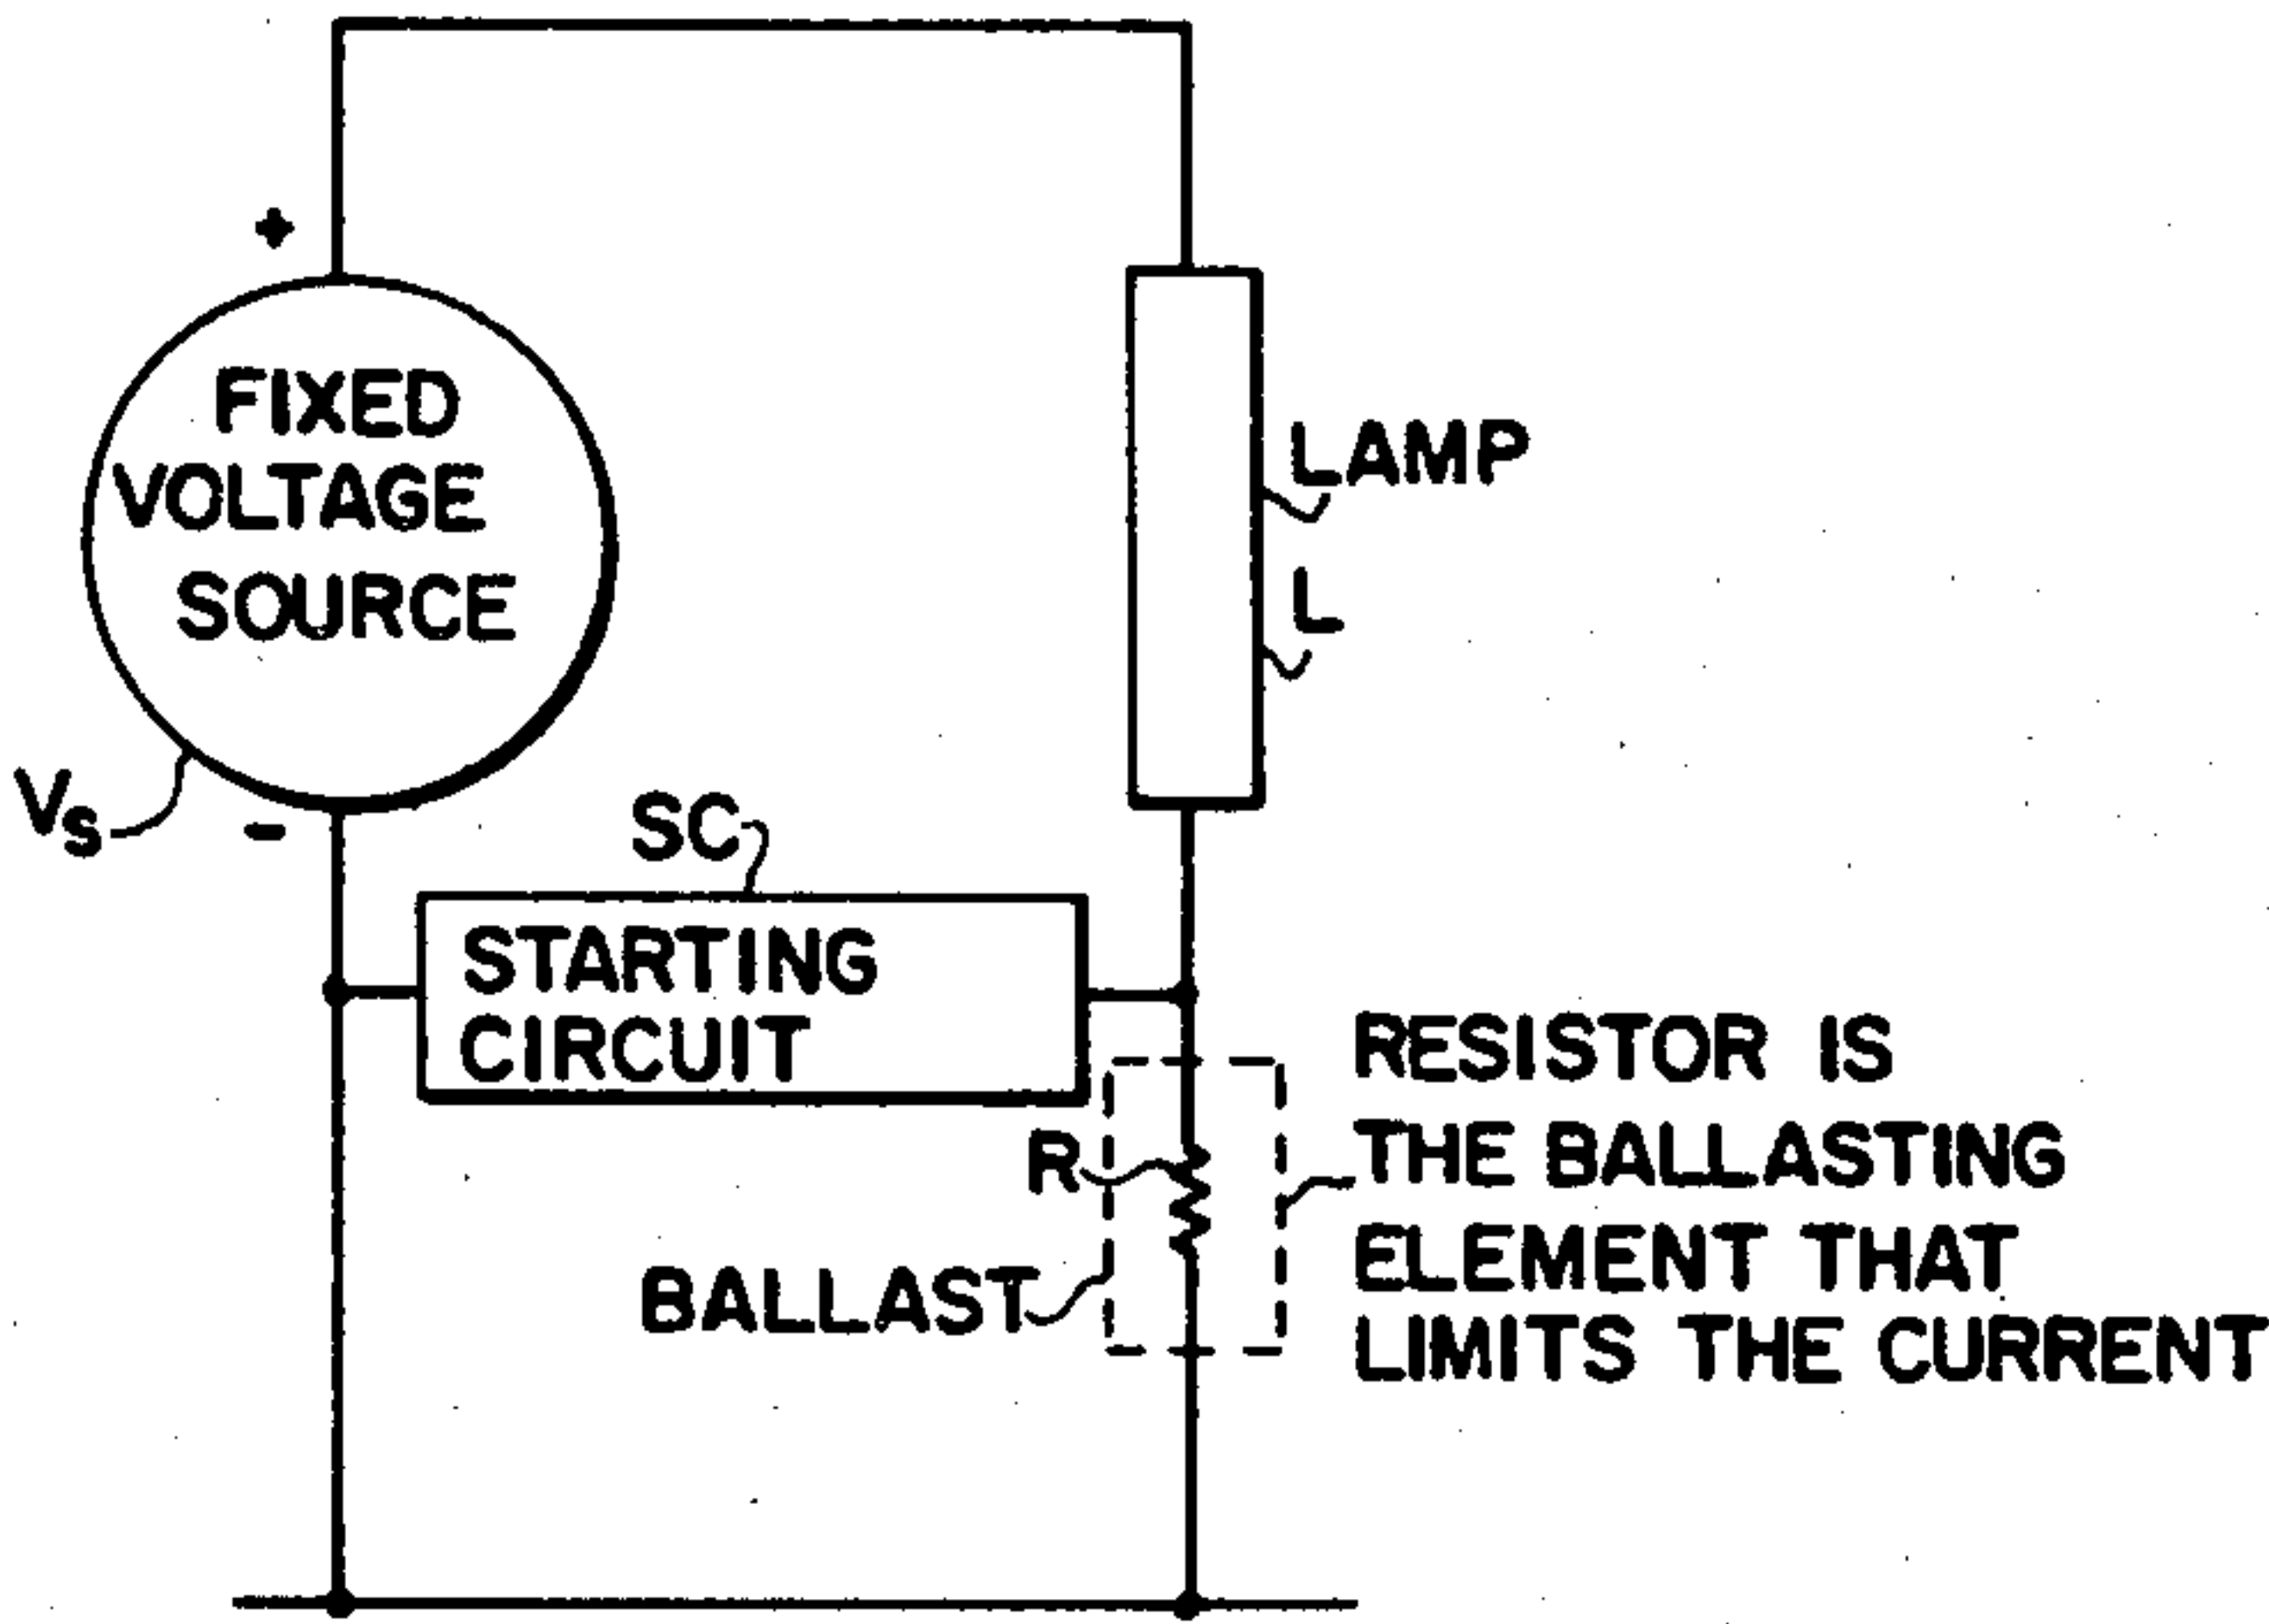 +
FIXED
VOLTAGE
SOURCE
LAMP
L
Vs
-
SC
STARTING
CIRCUIT
R
BALLAST
RESISTOR IS
THE BALLASTING
ELEMENT THAT
LIMITS THE CURRENT